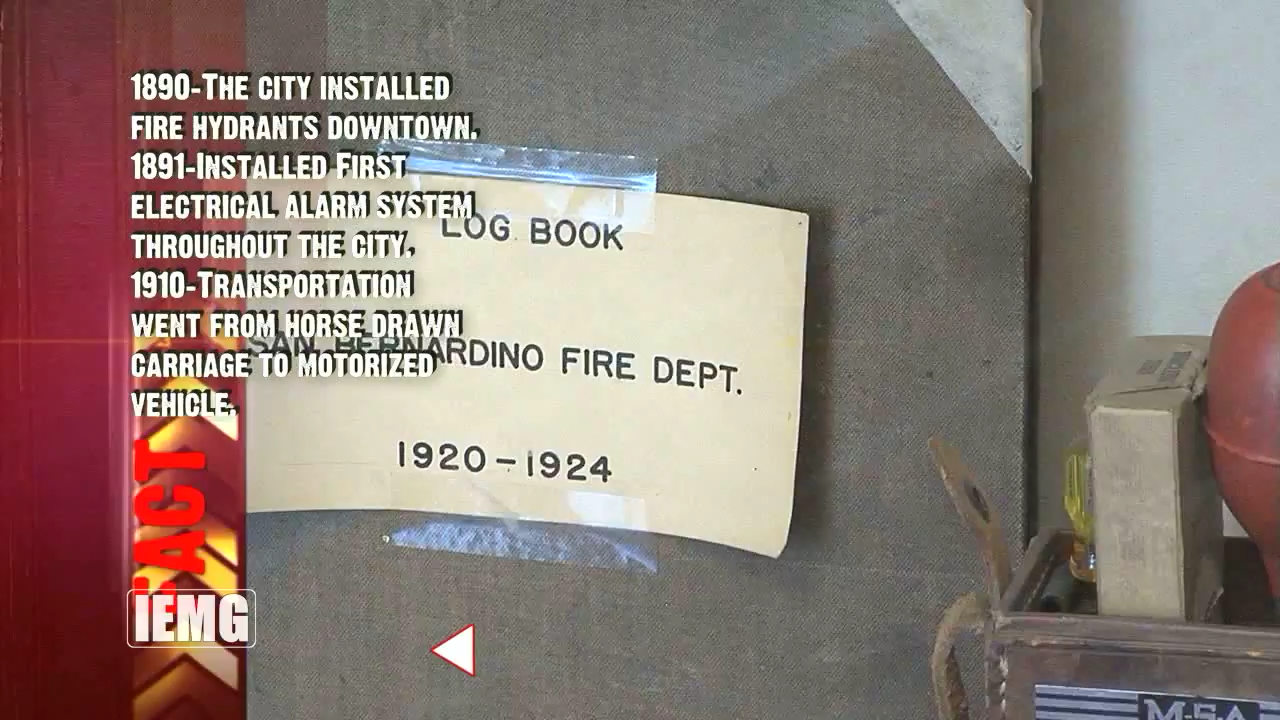 1890-The city installed
fire hydrants downtown.
1891-Installed First
electrical alarm system
throughout the city.
1910-Transportation
went from horse drawn
carriage to motorized
vehicle.
LOG BOOK
SAN BERNARDINO FIRE DEPT.
1920-1924
FACT
IEMG
MSA